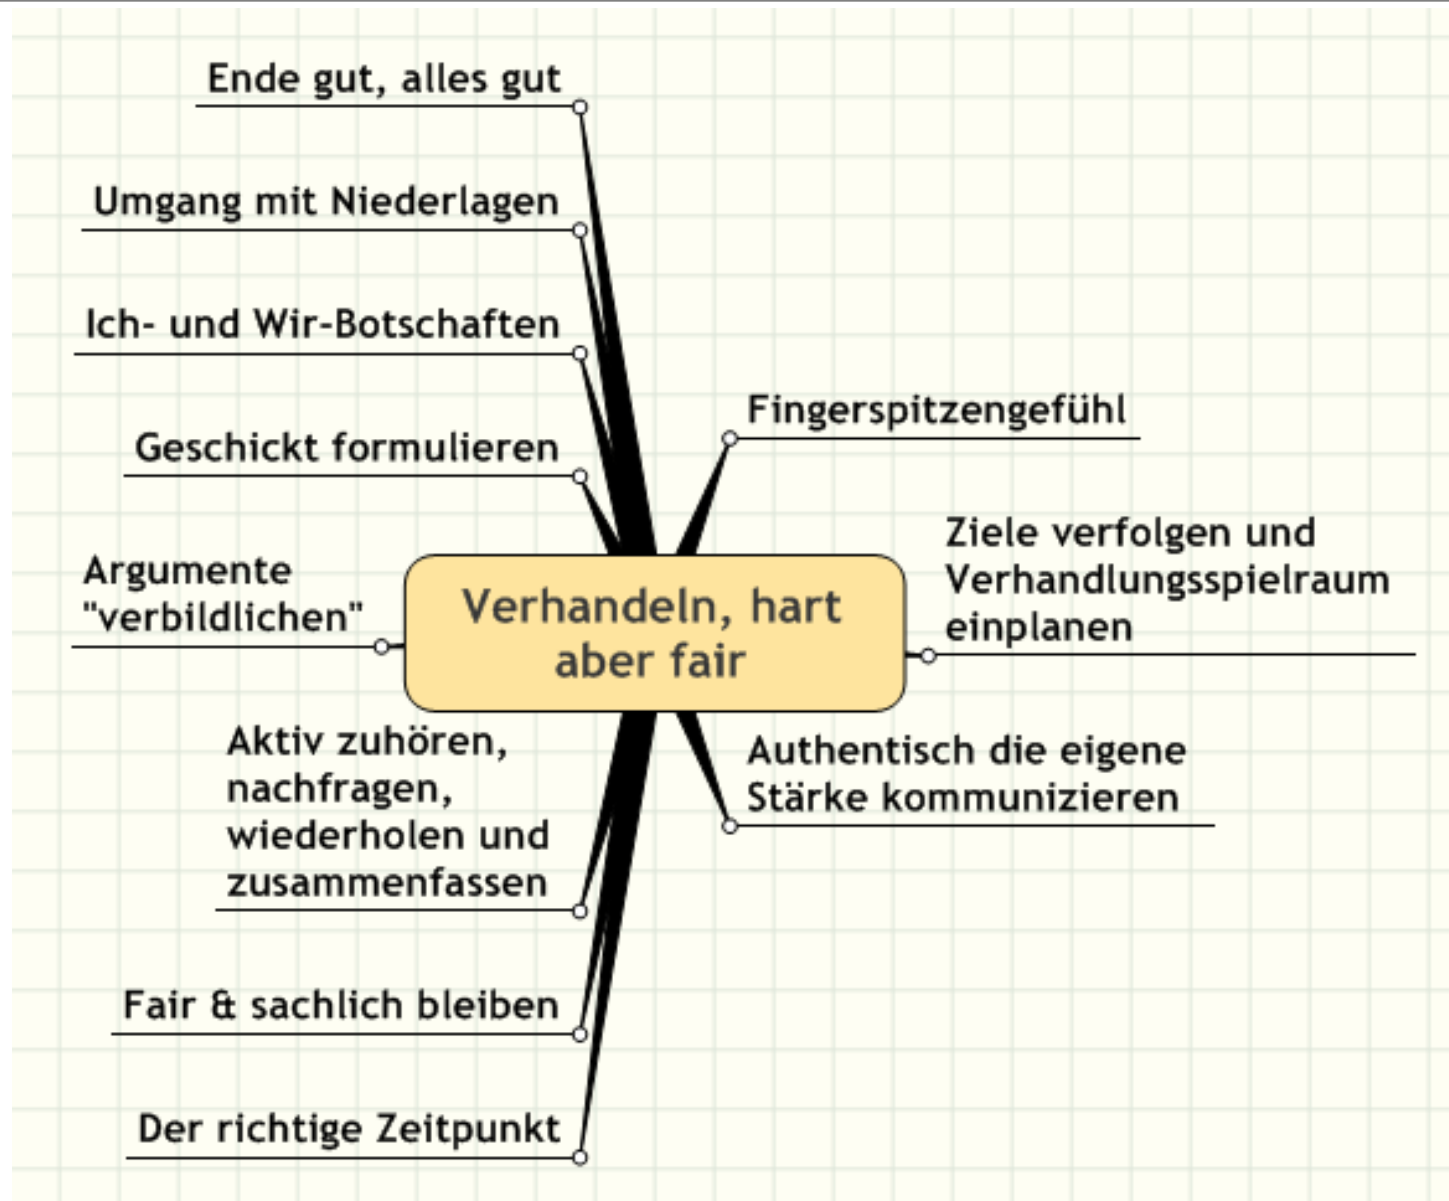 Ende gut, alles gut
Umgang mit Niederlagen
Ich- und Wir-Botschaften
Geschickt formulieren
Argumente
"verbildlichen"
Aktiv zuhören,
nachfragen,
wiederholen und
zusammenfassen
Fair & sachlich bleiben
Der richtige Zeitpunkt
Verhandeln, hart
aber fair
Fingerspitzengefühl
Ziele verfolgen und
Verhandlungsspielraum
einplanen
Authentisch die eigene
Stärke kommunizieren